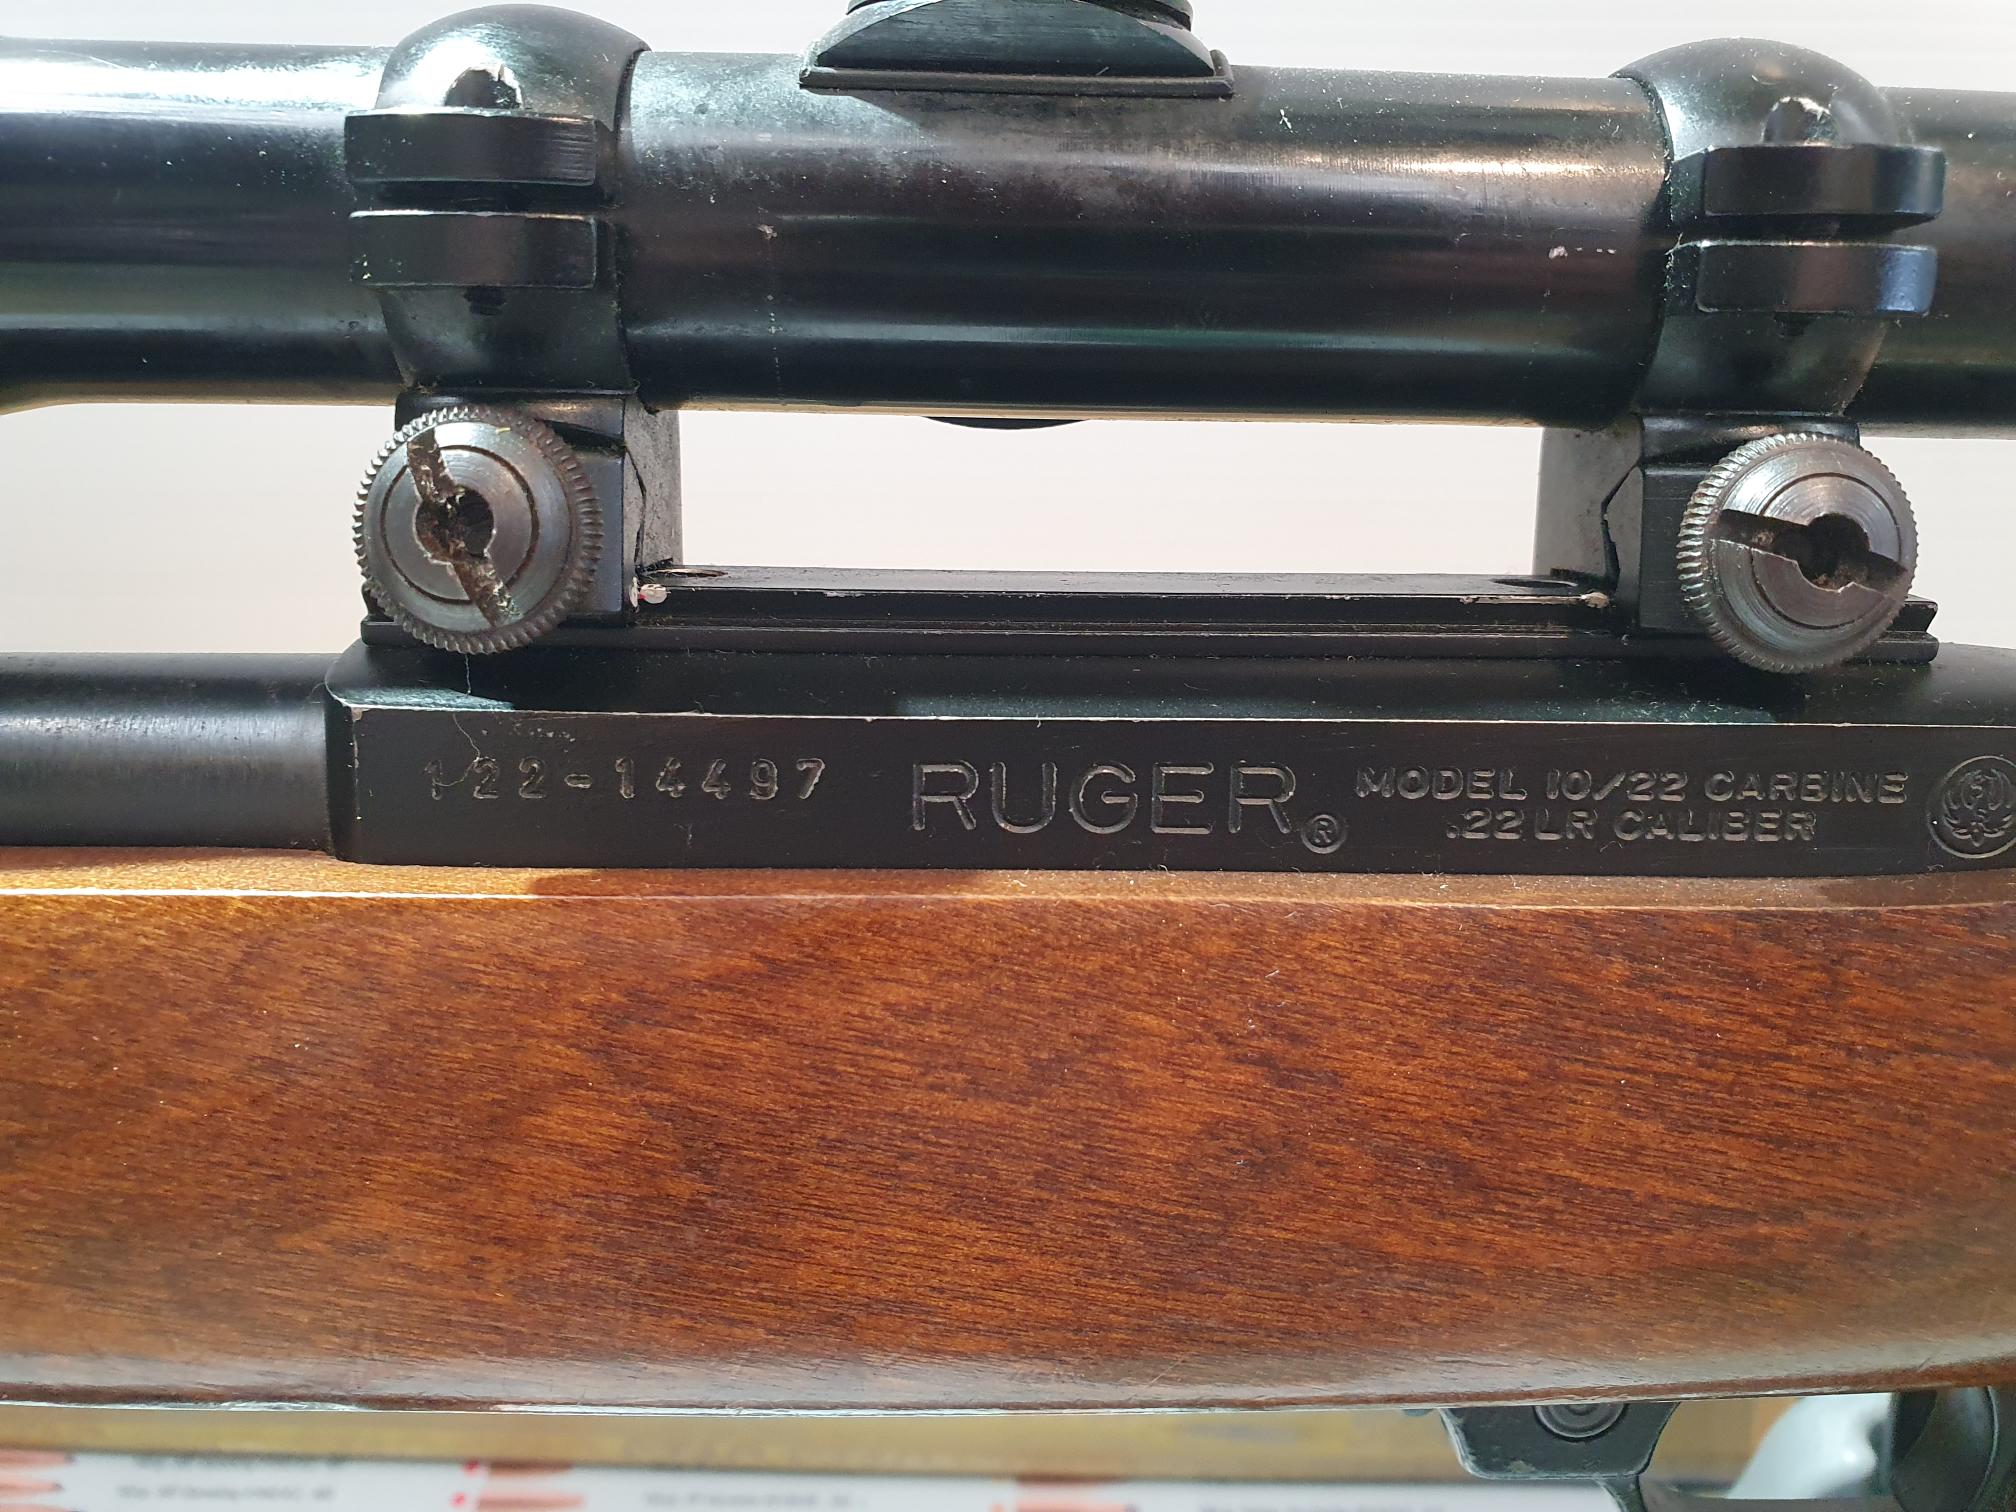 122-14497 RUGER® MODEL 10/22 CARBINE
.22 LR CALIBER